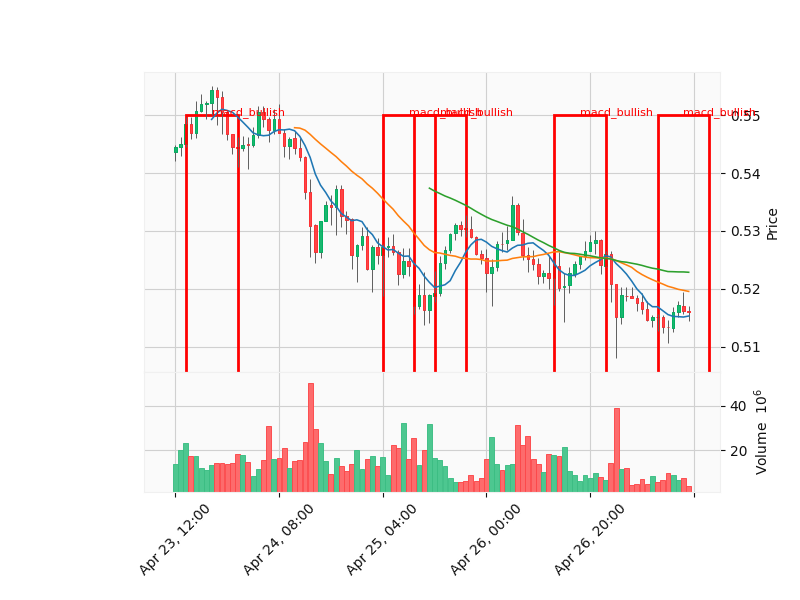 macd_bullish
macd_bullish
macd_bullish
macd_bullish
macd_bullish
0.55
0.54
0.53
0.52
0.51
Price
40
20
Volume 10^6
Apr 23, 12:00
Apr 24, 08:00
Apr 25, 04:00
Apr 26, 00:00
Apr 26, 20:00